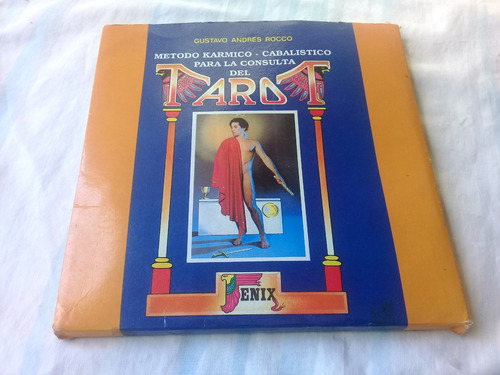 GUSTAVO ANDRÉS ROCCO
METODO KARMICO - CABALISTICO
PARA LA CONSULTA
DEL
TAROT
FENIX